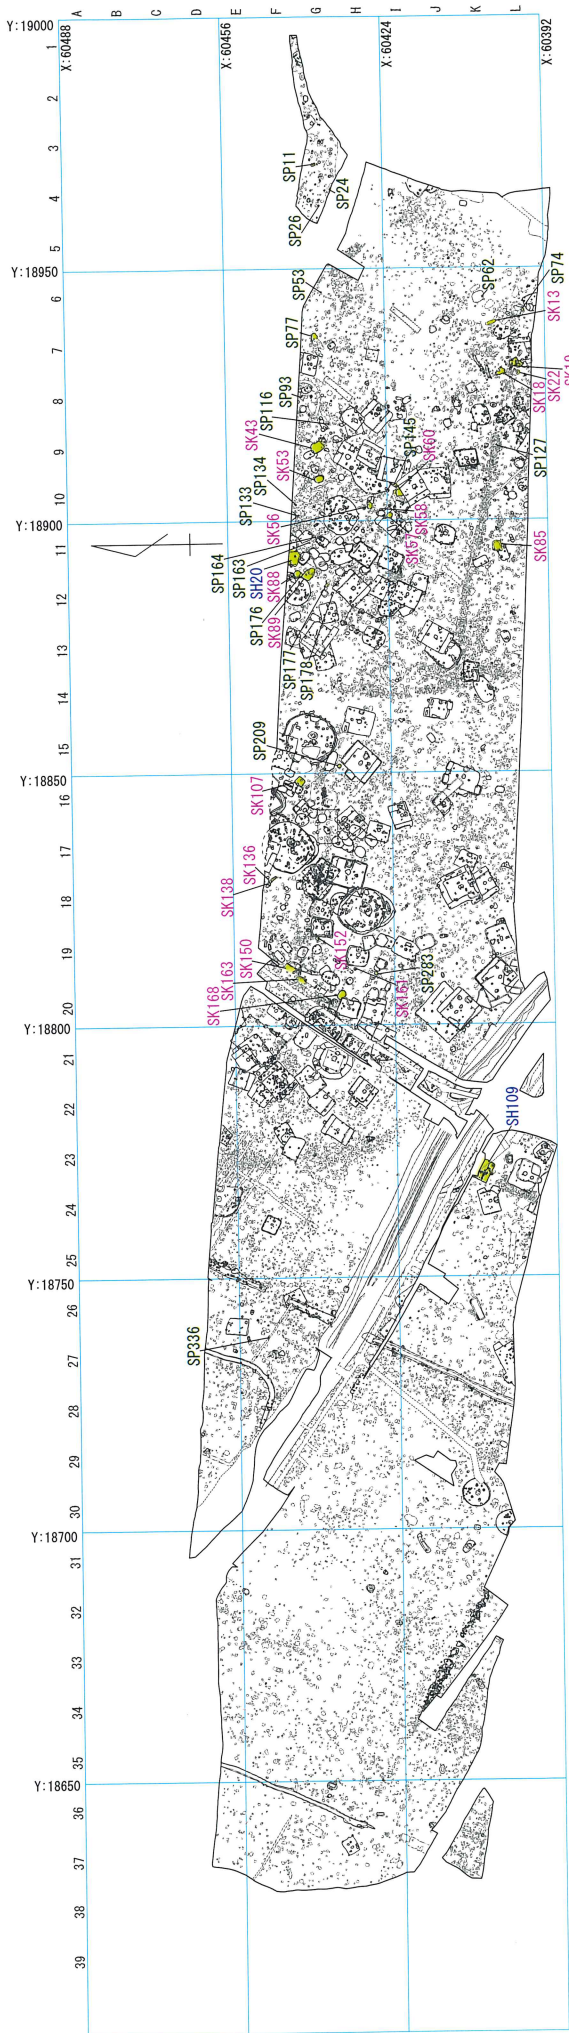 Y:19000
A
B
C
D
E
F
G
H
I
J
K
L
X:60488
X:60456
X:60424
X:60392
1
2
3
4
5
SP11
SP24
SP26
Y:18950
6
7
8
9
10
SP53
SP62
SP74
SK13
SP77
SK18
SK22
SP93
SP116
SK43
SP145
SK60
SK53
SP134
SP133
SP127
SK56
SK57
SK58
SK85
Y:18900
11
12
13
14
15
SP164
SP163
SH20
SK88
SP176
SK89
SP177
SP178
SP209
Y:18850
16
17
18
19
20
SK107
SK136
SK138
SK150
SK152
SK163
SK168
SK151
SP283
Y:18800
21
22
23
24
25
SH109
Y:18750
26
27
28
29
30
SP336
Y:18700
31
32
33
34
35
Y:18650
36
37
38
39